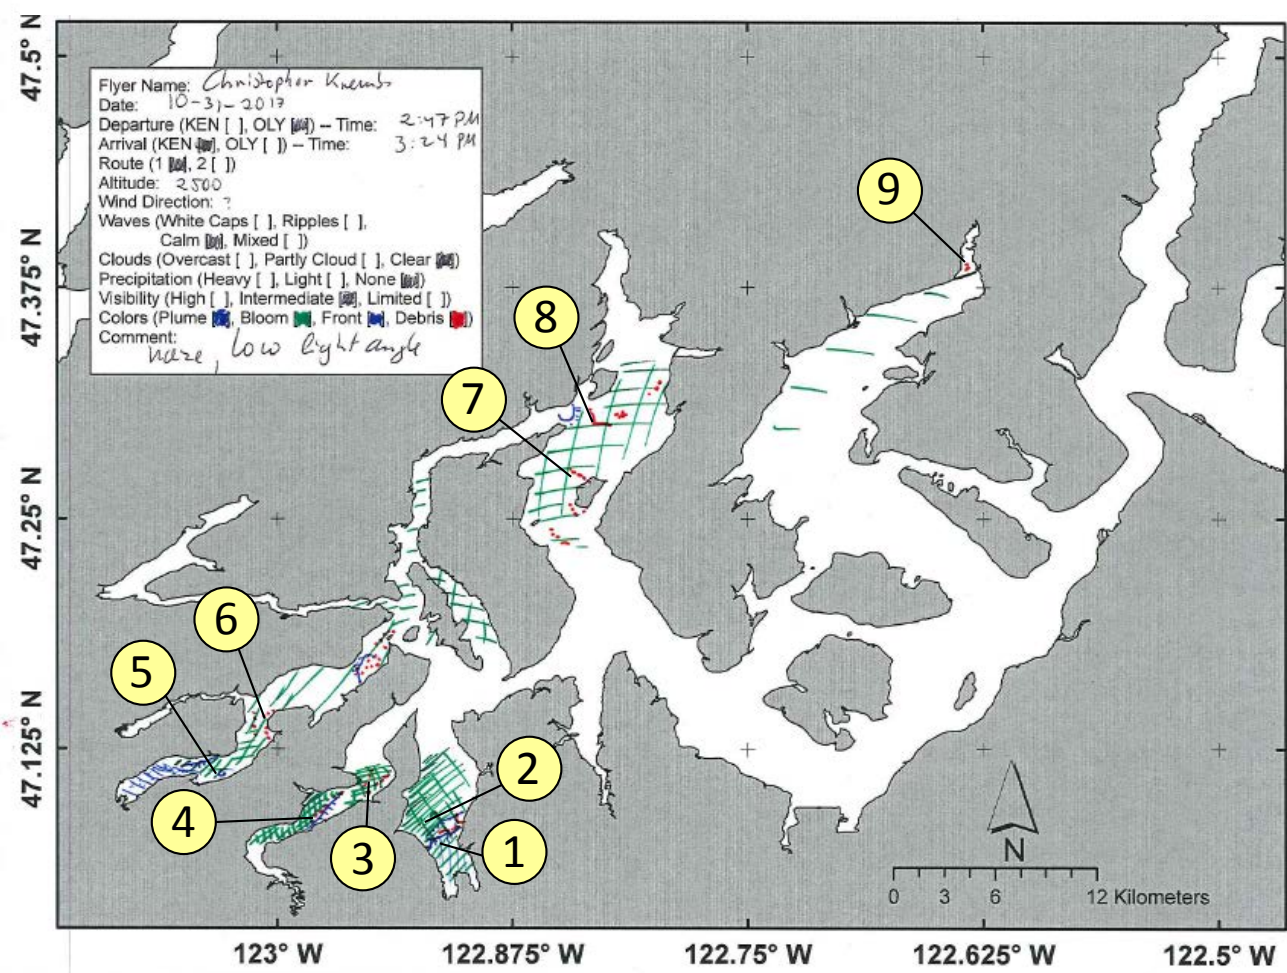 47.5° N
47.375° N
47.25° N
47.125° N
Flyer Name: Christopher Krembs
Date: 10-31-2017
Departure (KEN [ ], OLY [ ]) -- Time: 2:47 PM
Arrival (KEN [ ], OLY [ ]) -- Time: 3:24 PM
Route (1 [ ], 2 [ ])
Altitude: 2500
Wind Direction: ?
Waves (White Caps [ ], Ripples [ ],
Calm [ ], Mixed [ ])
Clouds (Overcast [ ], Partly Cloud [ ], Clear [ ])
Precipitation (Heavy [ ], Light [ ], None [ ])
Visibility (High [ ], Intermediate [ ], Limited [ ])
Colors (Plume [ ], Bloom [ ], Front [ ], Debris [ ])
Comment: haze, low light angle
9
8
7
6
5
2
4
3
1
N
0 3 6 12 Kilometers
123° W 122.875° W 122.75° W 122.625° W 122.5° W